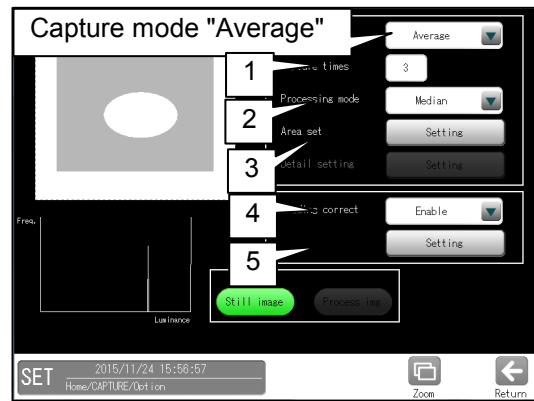 Capture mode "Average"
Average
1
times
3
2
Processing mode
Median
3
Area set
Setting
Detail setting
Setting
4
correct
Enable
5
Setting
Freq.
Luminance
Still image
Process img
SET
2015/11/24 15:56:57
Home/CAPTURE/Option
Zoom
Return